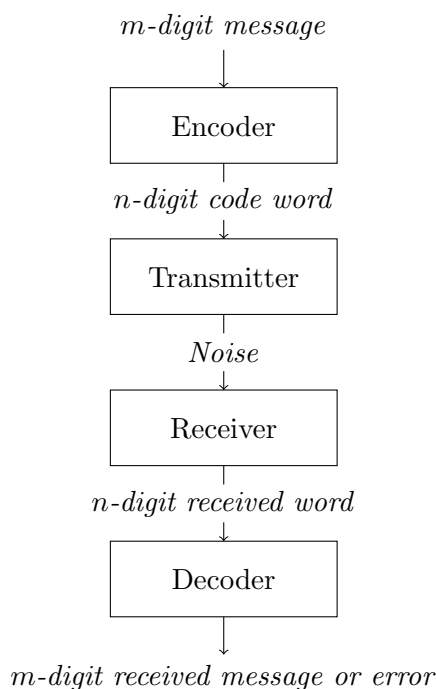 m-digit message
Encoder
n-digit code word
Transmitter
Noise
Receiver
n-digit received word
Decoder
m-digit received message or error